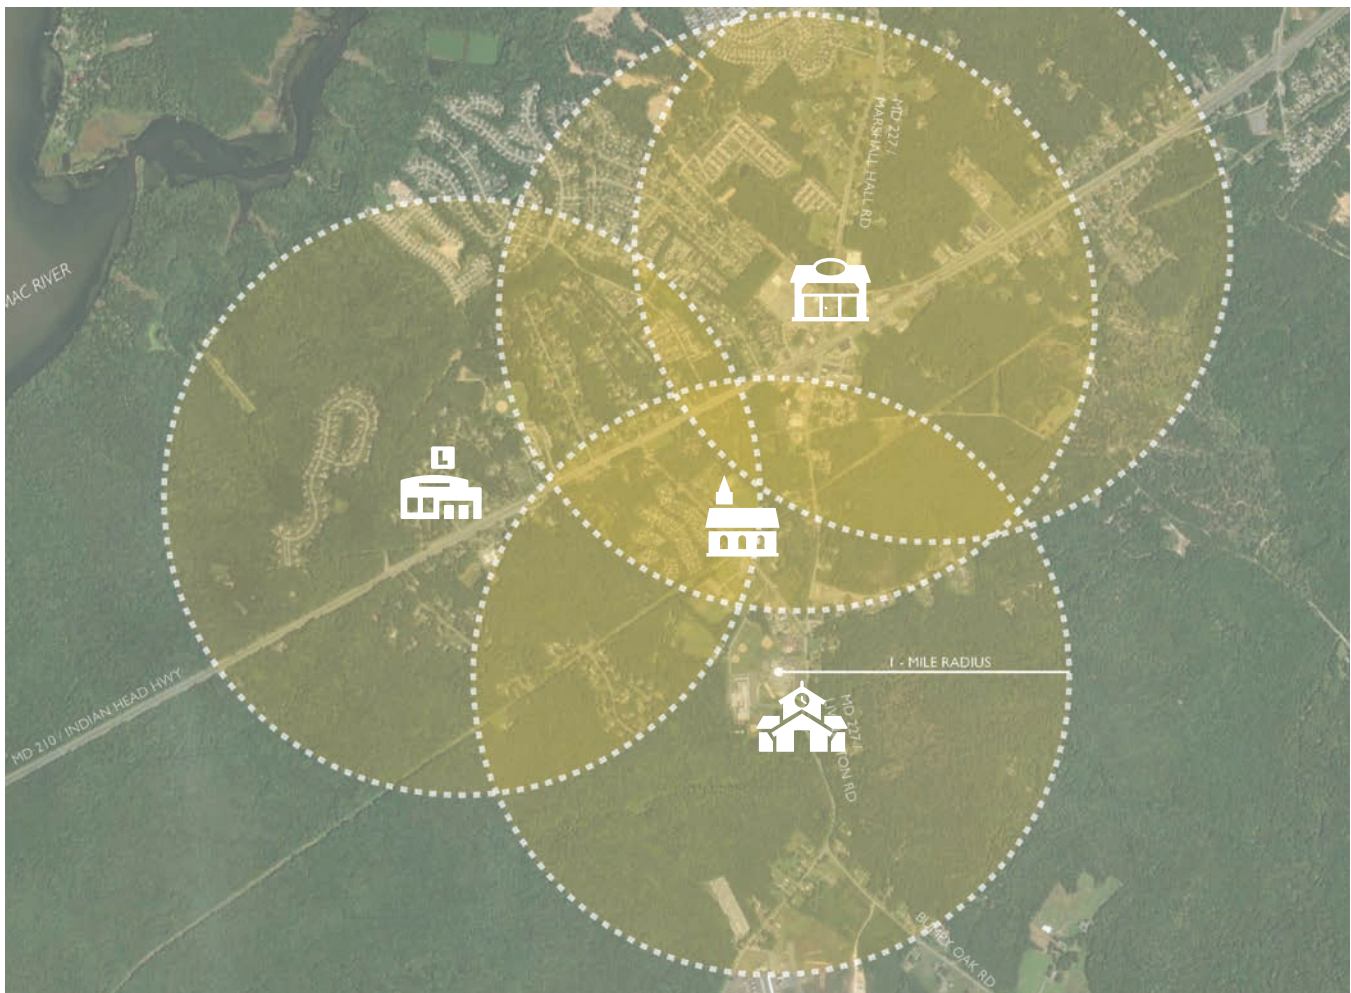 MD 227 /
MARSHALL HALL RD
MAC RIVER
L
1 - MILE RADIUS
MD 210 / INDIAN HEAD HWY
MD 227 /
RD
OAK RD